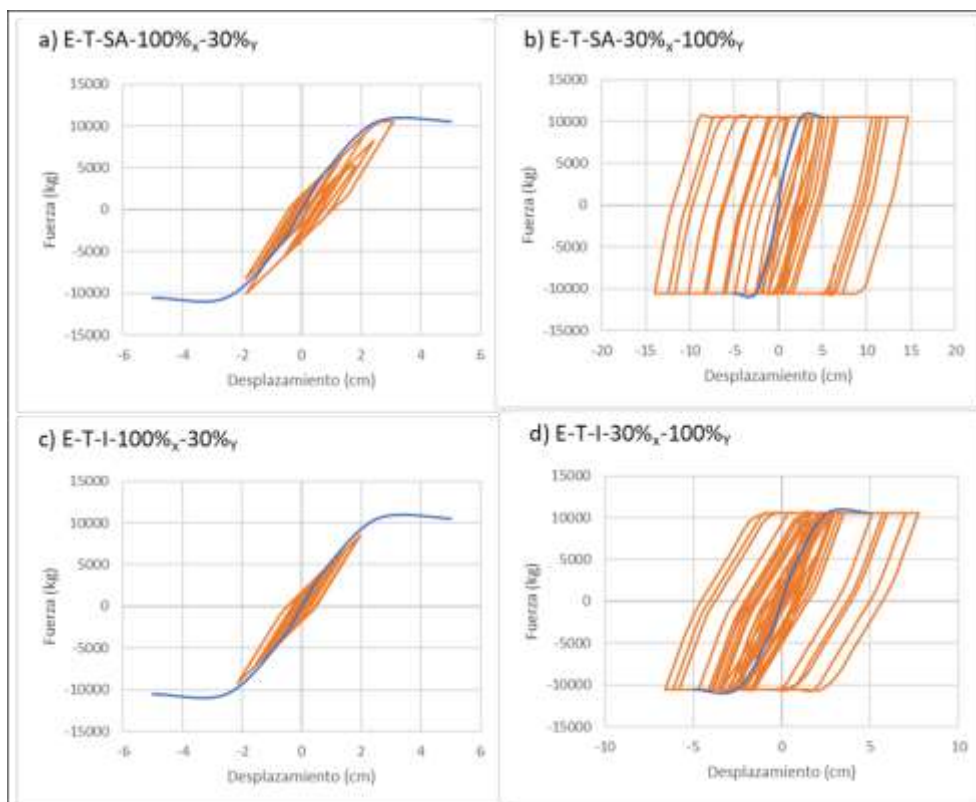 a) E-T-SA-100%x-30%Y
Fuerza (kg)
15000
10000
5000
0
-5000
-10000
-15000
-6 -4 -2 0 2 4 6
Desplazamiento (cm)
b) E-T-SA-30%x-100%Y
Fuerza (kg)
15000
10000
5000
0
-5000
-10000
-15000
-20 -15 -10 -5 0 5 10 15 20
Desplazamiento (cm)
c) E-T-I-100%x-30%Y
Fuerza (kg)
15000
10000
5000
0
-5000
-10000
-15000
-6 -4 -2 0 2 4 6
Desplazamiento (cm)
d) E-T-I-30%x-100%Y
Fuerza (kg)
15000
10000
5000
0
-5000
-10000
-15000
-10 -5 0 5 10
Desplazamiento (cm)